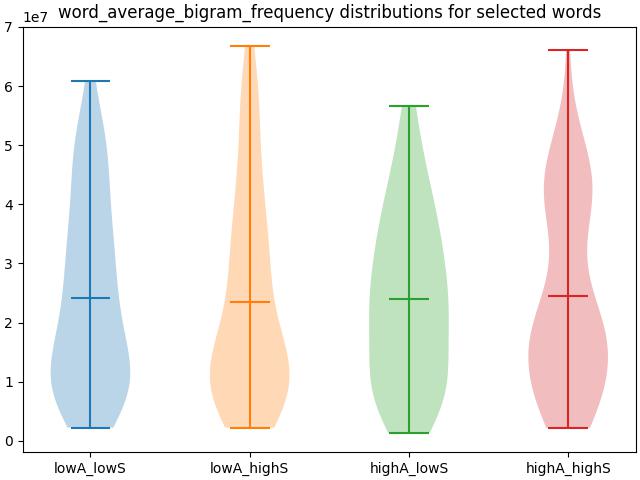 word_average_bigram_frequency distributions for selected words
1e7
7
6
5
4
3
2
1
0
lowA_lowS lowA_highS highA_lowS highA_highS